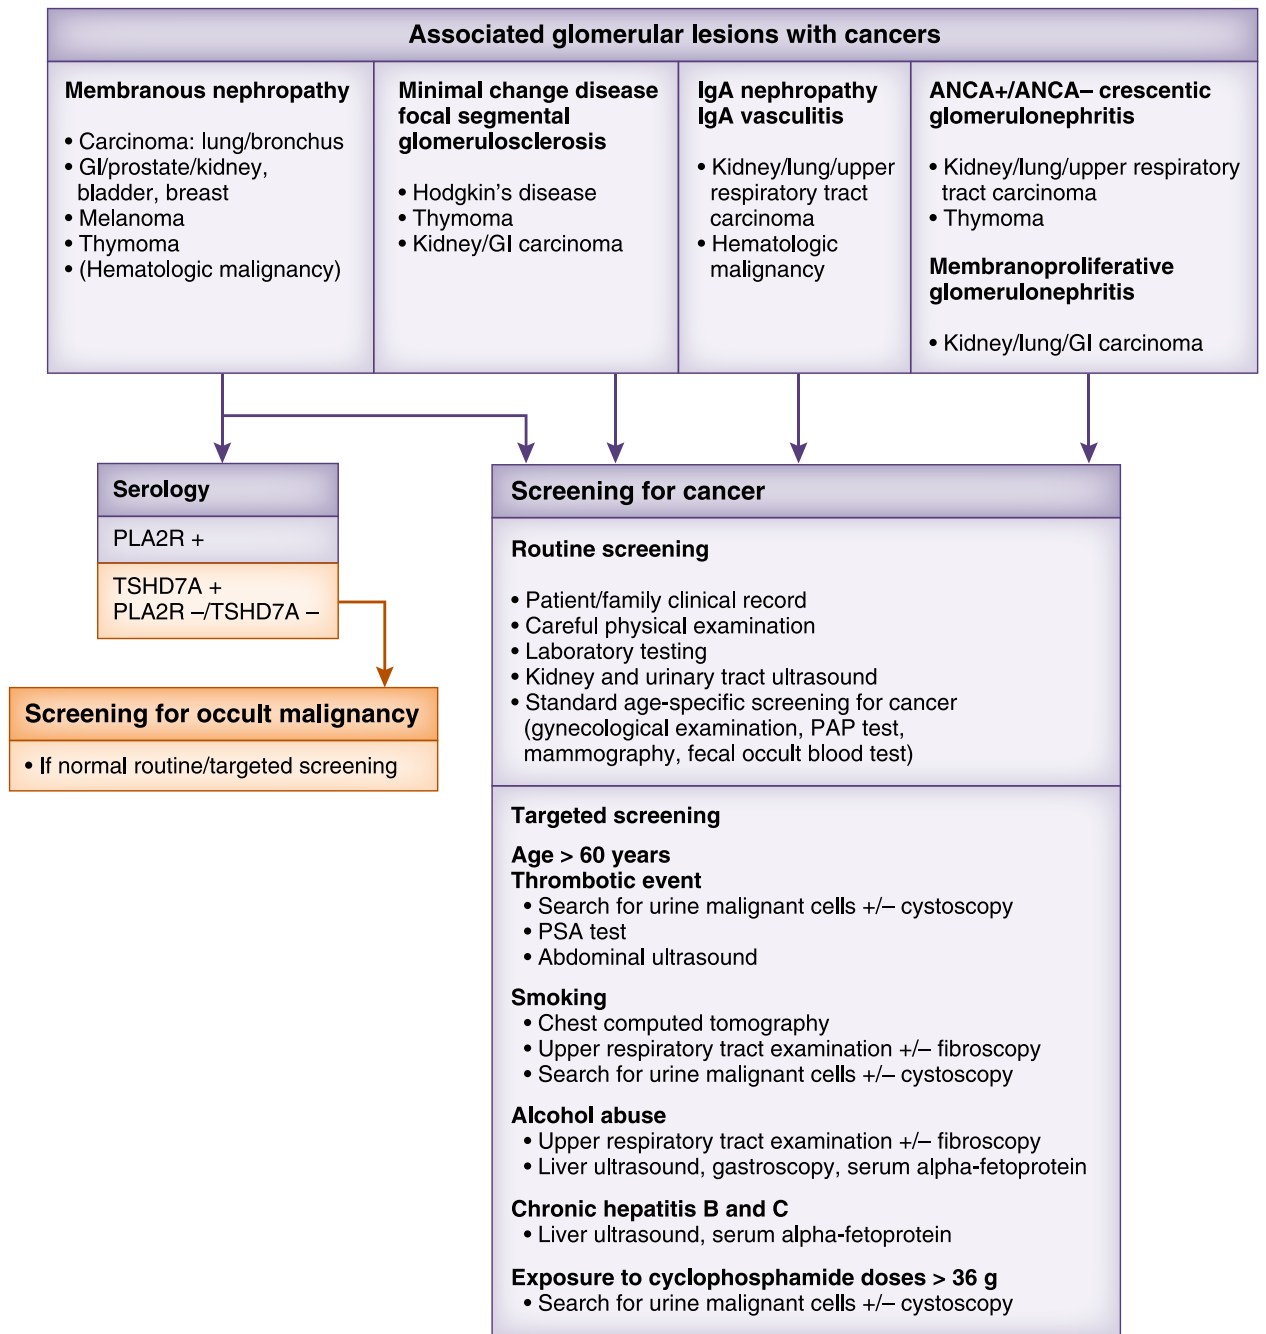 Associated glomerular lesions with cancers
Membranous nephropathy
• Carcinoma: lung/bronchus
• GI/prostate/kidney,
bladder, breast
• Melanoma
• Thymoma
• (Hematologic malignancy)
Minimal change disease
focal segmental
glomerulosclerosis
• Hodgkin's disease
• Thymoma
• Kidney/GI carcinoma
IgA nephropathy
IgA vasculitis
• Kidney/lung/upper
respiratory tract
carcinoma
• Hematologic
malignancy
ANCA+/ANCA– crescentic
glomerulonephritis
• Kidney/lung/upper respiratory
tract carcinoma
• Thymoma
Membranoproliferative
glomerulonephritis
• Kidney/lung/GI carcinoma
Serology
PLA2R +
TSHD7A +
PLA2R –/TSHD7A –
Screening for occult malignancy
• If normal routine/targeted screening
Screening for cancer
Routine screening
• Patient/family clinical record
• Careful physical examination
• Laboratory testing
• Kidney and urinary tract ultrasound
• Standard age-specific screening for cancer
(gynecological examination, PAP test,
mammography, fecal occult blood test)
Targeted screening
Age > 60 years
Thrombotic event
• Search for urine malignant cells +/– cystoscopy
• PSA test
• Abdominal ultrasound
Smoking
• Chest computed tomography
• Upper respiratory tract examination +/– fibroscopy
• Search for urine malignant cells +/– cystoscopy
Alcohol abuse
• Upper respiratory tract examination +/– fibroscopy
• Liver ultrasound, gastroscopy, serum alpha-fetoprotein
Chronic hepatitis B and C
• Liver ultrasound, serum alpha-fetoprotein
Exposure to cyclophosphamide doses > 36 g
• Search for urine malignant cells +/– cystoscopy